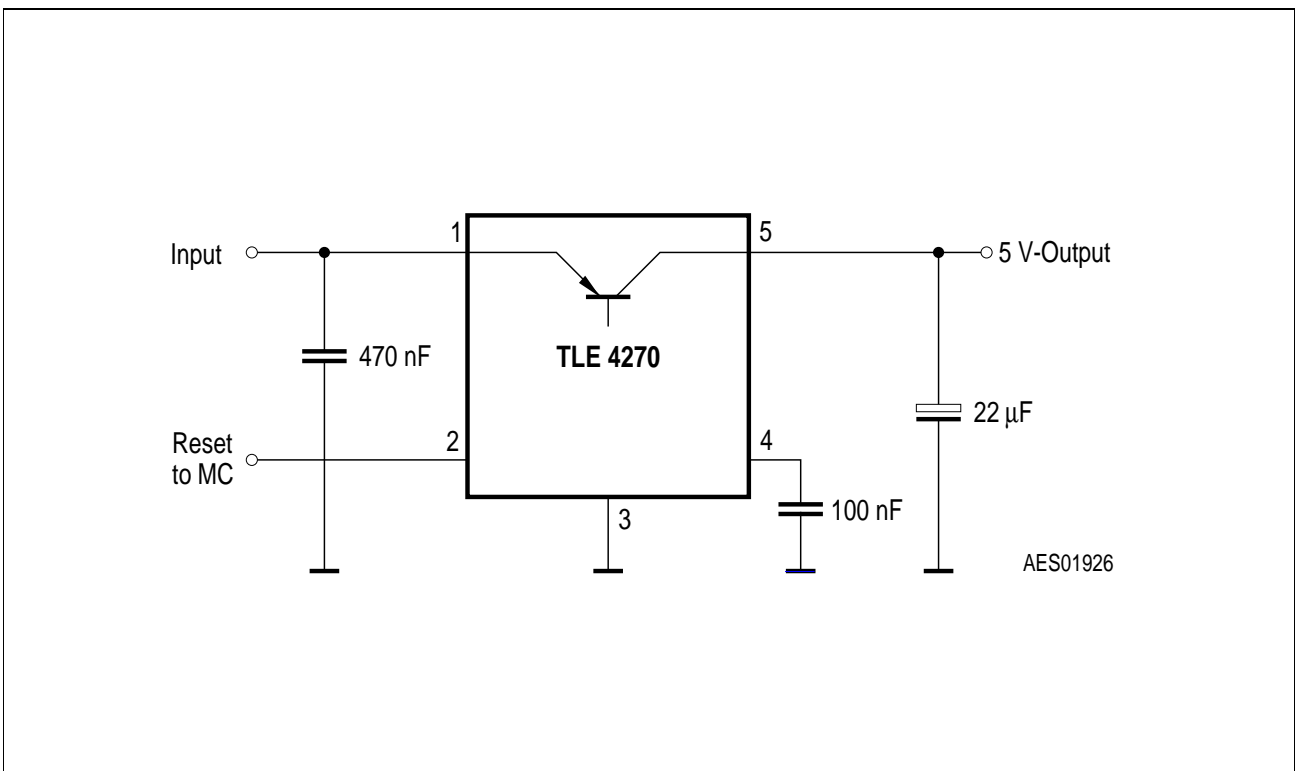 Input
1
5
5 V-Output
470 nF
TLE 4270
22 μF
Reset
to MC
2
4
3
100 nF
AES01926